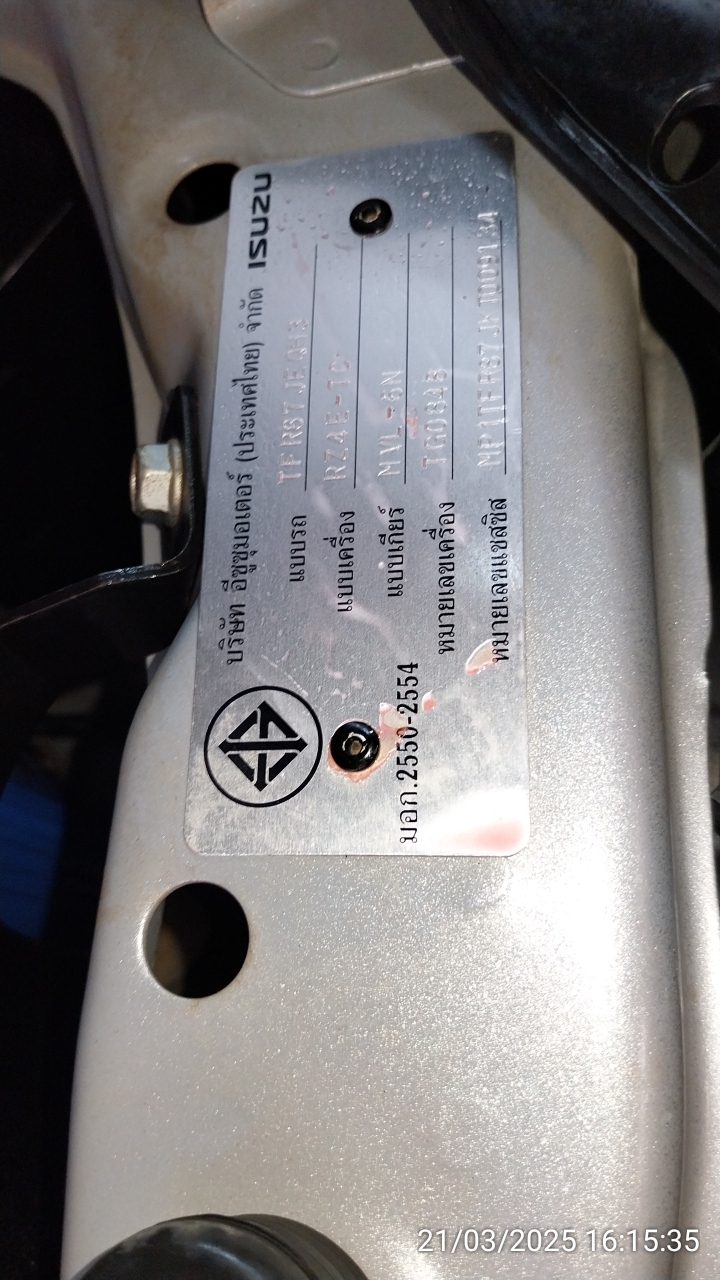 บริษัท อีซูซุมอเตอร์ (ประเทศไทย) จำกัด ISUZU
แบบรถ
แบบเครื่อง RZ4E-TC
แบบเกียร์ MVL-6N
หมายเลขเครื่อง
หมายเลขแชสซิส
มอก.2550-2554
21/03/2025 16:15:35